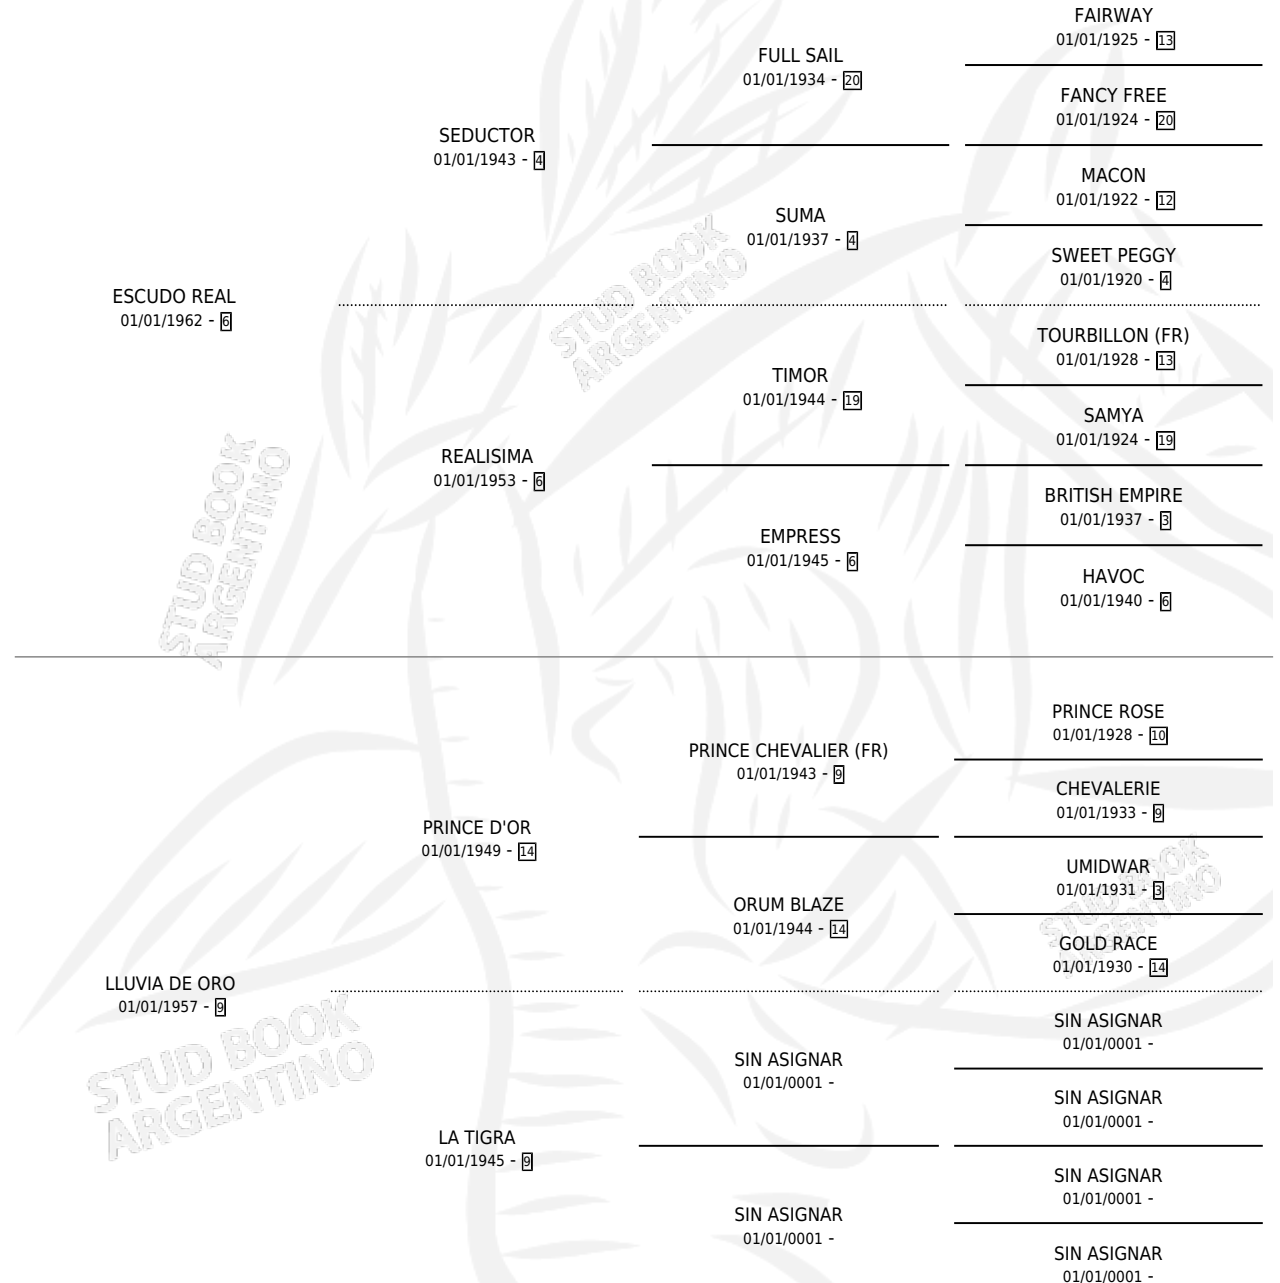 FAIRWAY
01/01/1925 - 13
FULL SAIL
01/01/1934 - 20
FANCY FREE
01/01/1924 - 20
SEDUCTOR
01/01/1943 - 4
MACON
01/01/1922 - 12
SUMA
01/01/1937 - 4
SWEET PEGGY
01/01/1920 - 4
ESCUDO REAL
01/01/1962 - 6
STUD BOOK
ARGENTINO
TOURBILLON (FR)
01/01/1928 - 13
TIMOR
01/01/1944 - 19
SAMYA
01/01/1924 - 19
REALISIMA
01/01/1953 - 6
BRITISH EMPIRE
01/01/1937 - 3
EMPRESS
01/01/1945 - 6
HAVOC
01/01/1940 - 6
STUD BOOK
ARGENTINO
PRINCE ROSE
01/01/1928 - 10
PRINCE CHEVALIER (FR)
01/01/1943 - 9
CHEVALERIE
01/01/1933 - 9
PRINCE D'OR
01/01/1949 - 14
UMIDWAR
01/01/1931 - 3
ORUM BLAZE
01/01/1944 - 14
GOLD RACE
01/01/1930 - 14
STUD BOOK
ARGENTINO
LLUVIA DE ORO
01/01/1957 - 9
SIN ASIGNAR
01/01/0001 -
SIN ASIGNAR
01/01/0001 -
SIN ASIGNAR
01/01/0001 -
STUD BOOK
ARGENTINO
LA TIGRA
01/01/1945 - 9
SIN ASIGNAR
01/01/0001 -
SIN ASIGNAR
01/01/0001 -
SIN ASIGNAR
01/01/0001 -